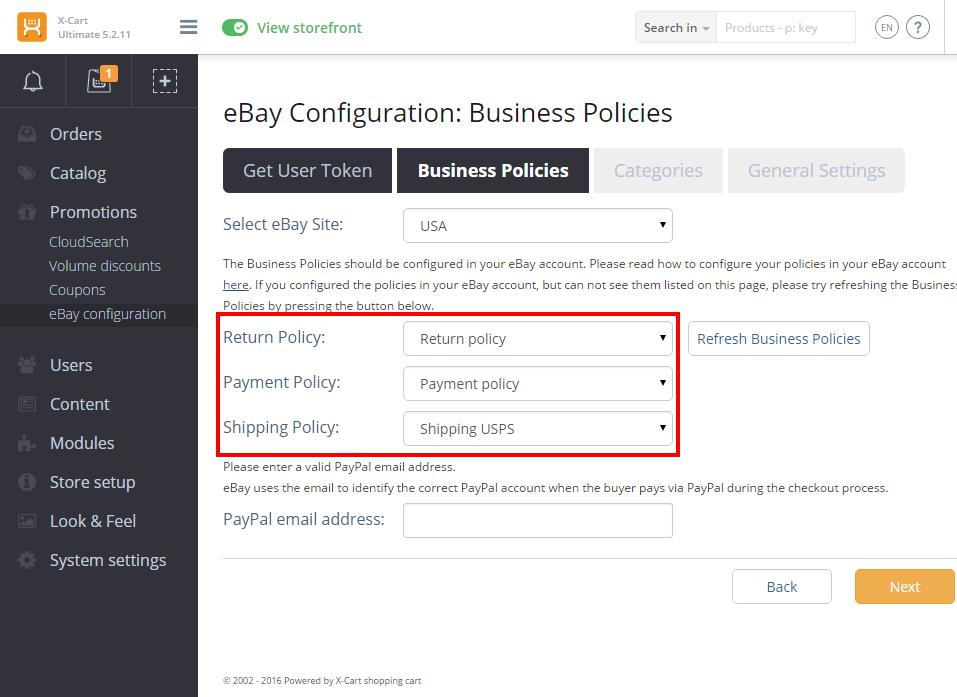 X-Cart
Ultimate 5.2.11
View storefront
Search in
Products - p: key
EN
?
1
Orders
Catalog
Promotions
CloudSearch
Volume discounts
Coupons
eBay configuration
Users
Content
Modules
Store setup
Look & Feel
System settings
eBay Configuration: Business Policies
Get User Token
Business Policies
Categories
General Settings
Select eBay Site:
USA
The Business Policies should be configured in your eBay account. Please read how to configure your policies in your eBay account
here. If you configured the policies in your eBay account, but can not see them listed on this page, please try refreshing the Busines
Policies by pressing the button below.
Return Policy:
Return policy
Refresh Business Policies
Payment Policy:
Payment policy
Shipping Policy:
Shipping USPS
Please enter a valid PayPal email address.
eBay uses the email to identify the correct PayPal account when the buyer pays via PayPal during the checkout process.
PayPal email address:
Back
Next
© 2002 - 2016 Powered by X-Cart shopping cart